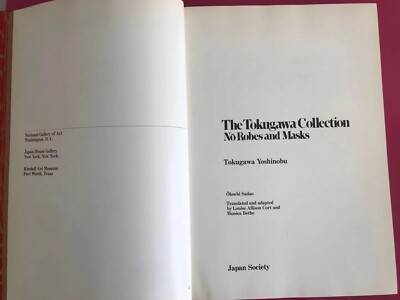 National Gallery of Art
Washington, D.C.
Japan House Gallery
New York, New York
Kimbell Art Museum
Fort Worth, Texas
The Tokugawa Collection
Nō Robes and Masks
Tokugawa Yoshinobu
Ōkochi Sadao
Translated and adapted
by Louise Allison Cort and
Monica Bethe
Japan Society